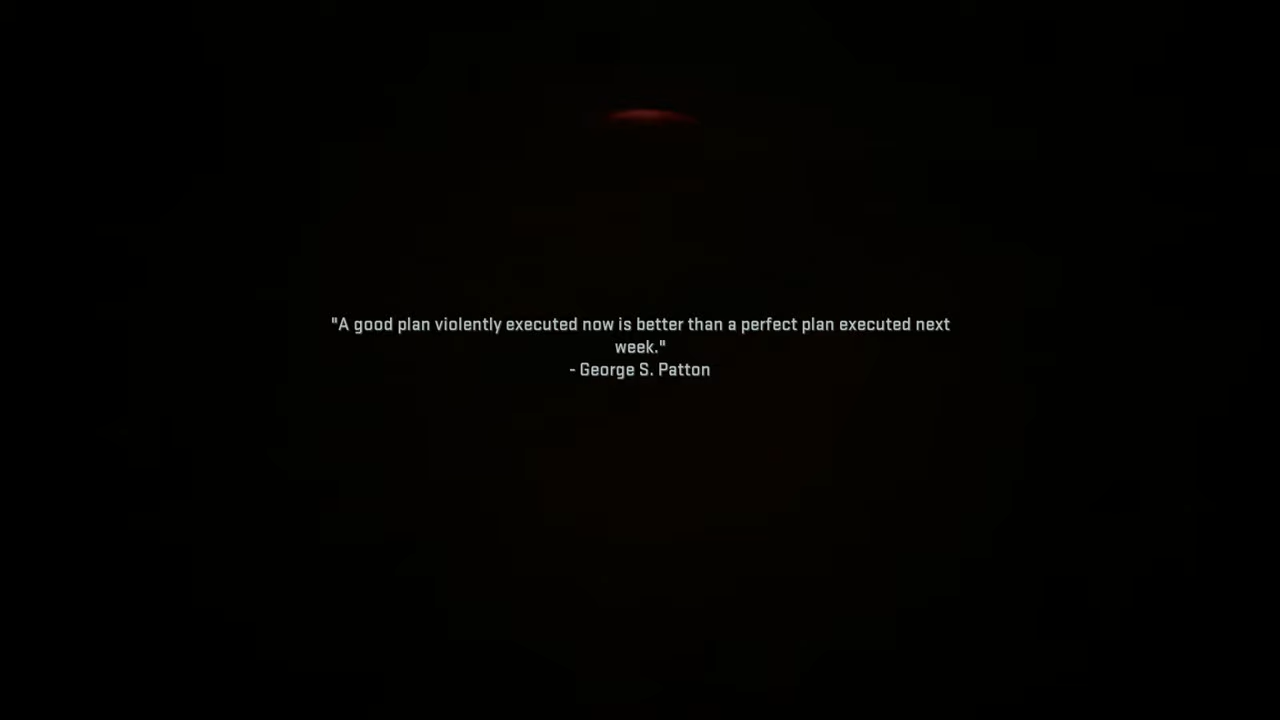 "A good plan violently executed now is better than a perfect plan executed next
week."
- George S. Patton